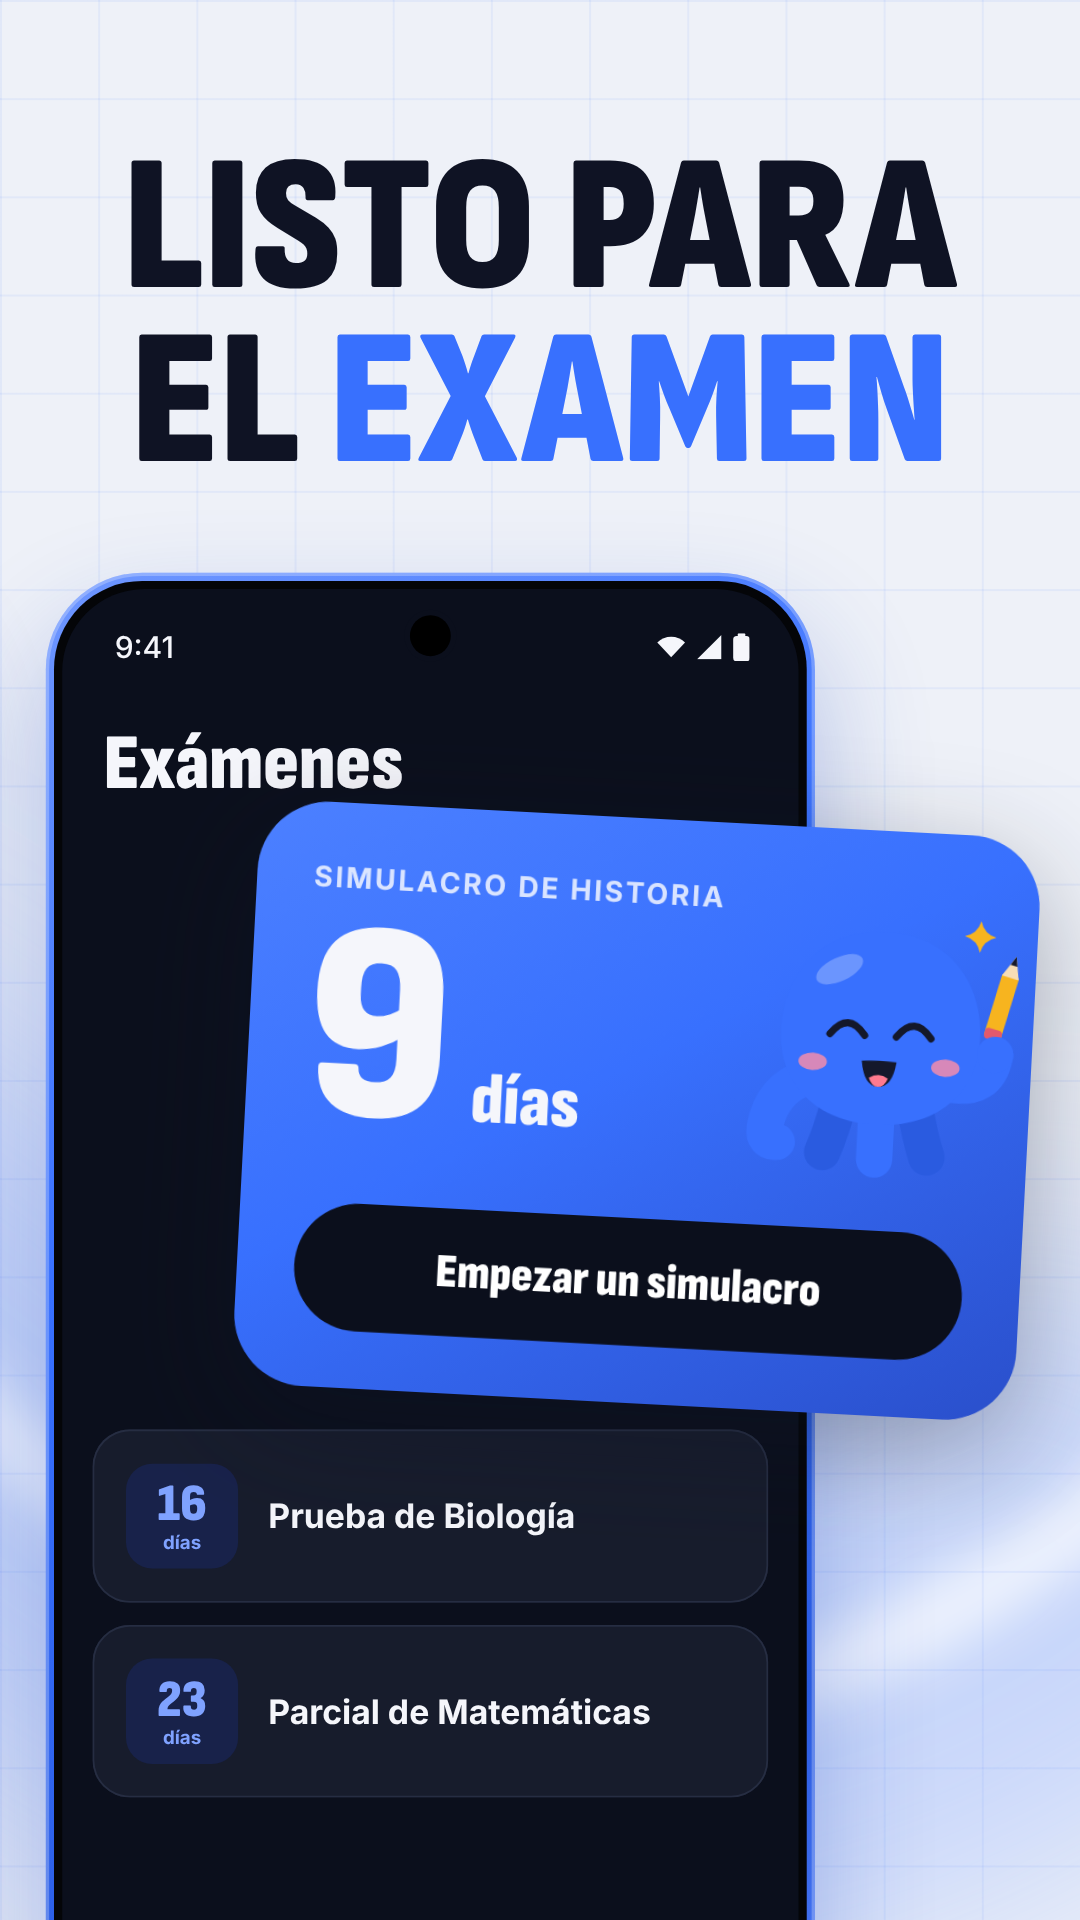 LISTO PARA
EL EXAMEN
9:41
Exámenes
SIMULACRO DE HISTORIA
9 días
Empezar un simulacro
16
días
Prueba de Biología
23
días
Parcial de Matemáticas